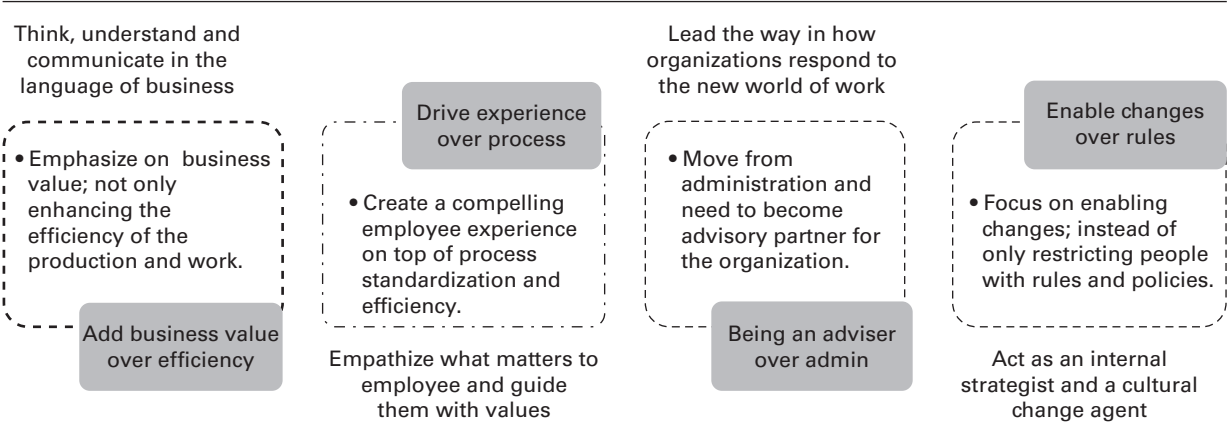 Think, understand and
communicate in the
language of business
• Emphasize on business
value; not only
enhancing the
efficiency of the
production and work.
Add business value
over efficiency
Drive experience
over process
• Create a compelling
employee experience
on top of process
standardization and
efficiency.
Empathize what matters to
employee and guide
them with values
Lead the way in how
organizations respond to
the new world of work
• Move from
administration and
need to become
advisory partner for
the organization.
Being an adviser
over admin
Enable changes
over rules
• Focus on enabling
changes; instead of
only restricting people
with rules and policies.
Act as an internal
strategist and a cultural
change agent